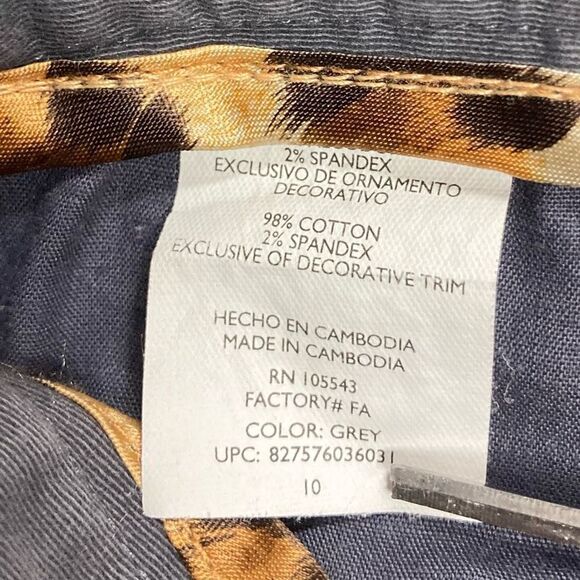 2% SPANDEX
EXCLUSIVO DE ORNAMENTO
DECORATIVO
98% COTTON
2% SPANDEX
EXCLUSIVE OF DECORATIVE TRIM
HECHO EN CAMBODIA
MADE IN CAMBODIA
RN 105543
FACTORY# FA
COLOR: GREY
UPC: 827576036031
10